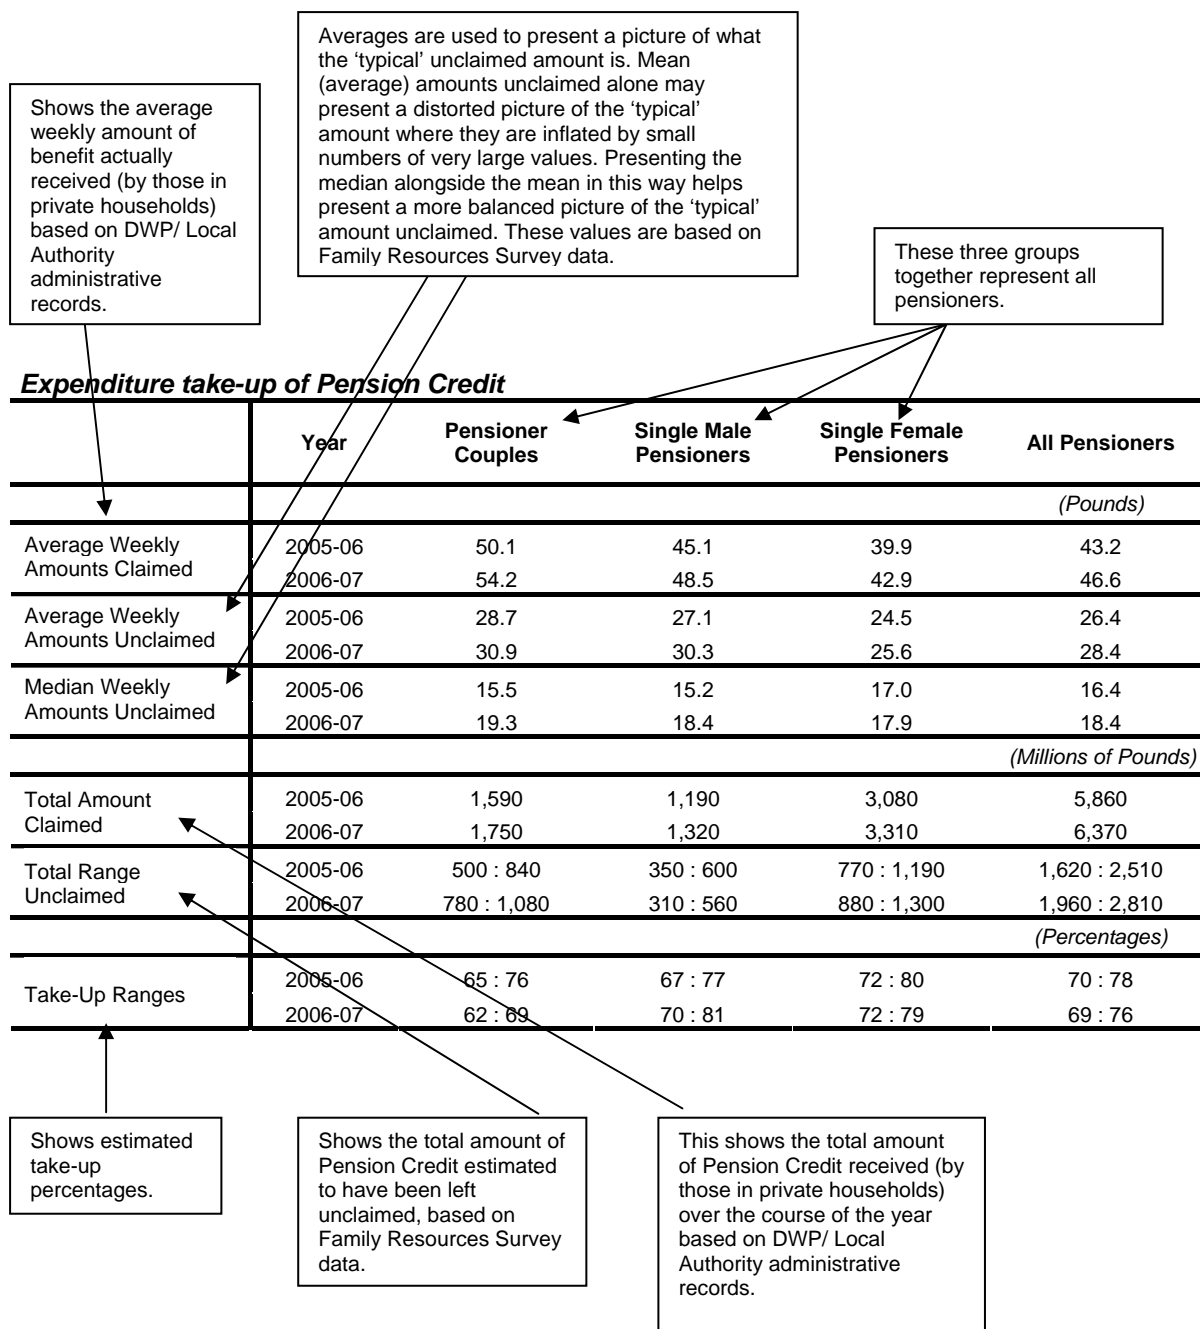 Averages are used to present a picture of what
the ‘typical’ unclaimed amount is. Mean
(average) amounts unclaimed alone may
present a distorted picture of the ‘typical’
amount where they are inflated by small
numbers of very large values. Presenting the
median alongside the mean in this way helps
present a more balanced picture of the ‘typical’
amount unclaimed. These values are based on
Family Resources Survey data.
Shows the average
weekly amount of
benefit actually
received (by those in
private households)
based on DWP/ Local
Authority
administrative
records.
These three groups
together represent all
pensioners.
Expenditure take-up of Pension Credit
Year Pensioner Couples Single Male Pensioners Single Female Pensioners All Pensioners
(Pounds)
Average Weekly Amounts Claimed 2005-06 50.1 45.1 39.9 43.2
2006-07 54.2 48.5 42.9 46.6
Average Weekly Amounts Unclaimed 2005-06 28.7 27.1 24.5 26.4
2006-07 30.9 30.3 25.6 28.4
Median Weekly Amounts Unclaimed 2005-06 15.5 15.2 17.0 16.4
2006-07 19.3 18.4 17.9 18.4
(Millions of Pounds)
Total Amount Claimed 2005-06 1,590 1,190 3,080 5,860
2006-07 1,750 1,320 3,310 6,370
Total Range Unclaimed 2005-06 500 : 840 350 : 600 770 : 1,190 1,620 : 2,510
2006-07 780 : 1,080 310 : 560 880 : 1,300 1,960 : 2,810
(Percentages)
Take-Up Ranges 2005-06 65 : 76 67 : 77 72 : 80 70 : 78
2006-07 62 : 69 70 : 81 72 : 79 69 : 76
Shows estimated
take-up
percentages.
Shows the total amount of
Pension Credit estimated
to have been left
unclaimed, based on
Family Resources Survey
data.
This shows the total amount
of Pension Credit received (by
those in private households)
over the course of the year
based on DWP/ Local
Authority administrative
records.